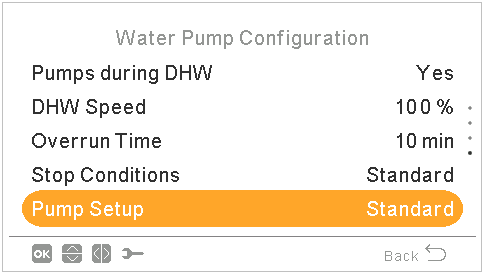 Water Pump Configuration
Pumps during DHW Yes
DHW Speed 100 %
Overrun Time 10 min
Stop Conditions Standard
Pump Setup Standard
OK Back